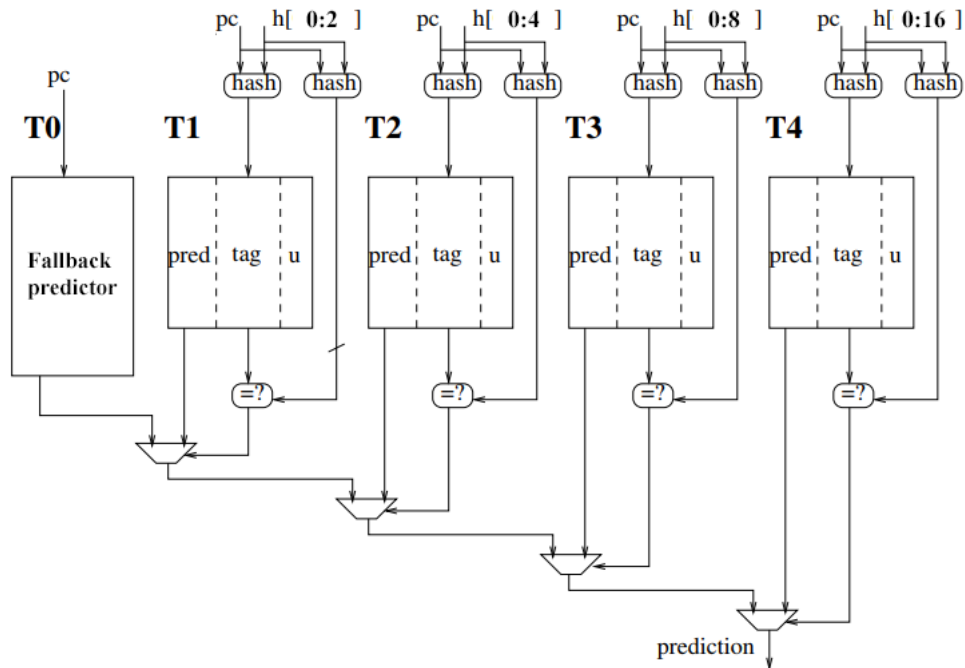 pc h[ 0:2 ] pc h[ 0:4 ] pc h[ 0:8 ] pc h[ 0:16 ]
pc hash hash hash hash hash hash hash hash
T0 T1 T2 T3 T4
Fallback
predictor
pred tag u pred tag u pred tag u pred tag u
=? =? =? =?
prediction